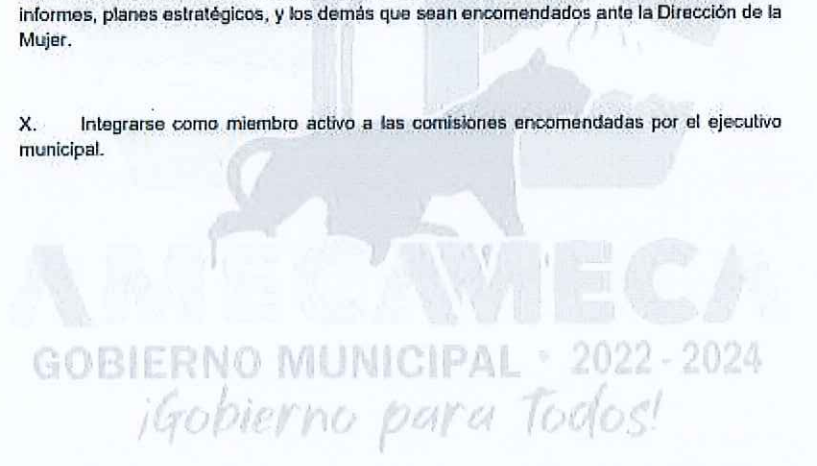 informes, planes estratégicos, y los demás que sean encomendados ante la Dirección de la
Mujer.
X. Integrarse como miembro activo a las comisiones encomendadas por el ejecutivo
municipal.
AMECAMECA
GOBIERNO MUNICIPAL • 2022 - 2024
¡Gobierno para Todos!